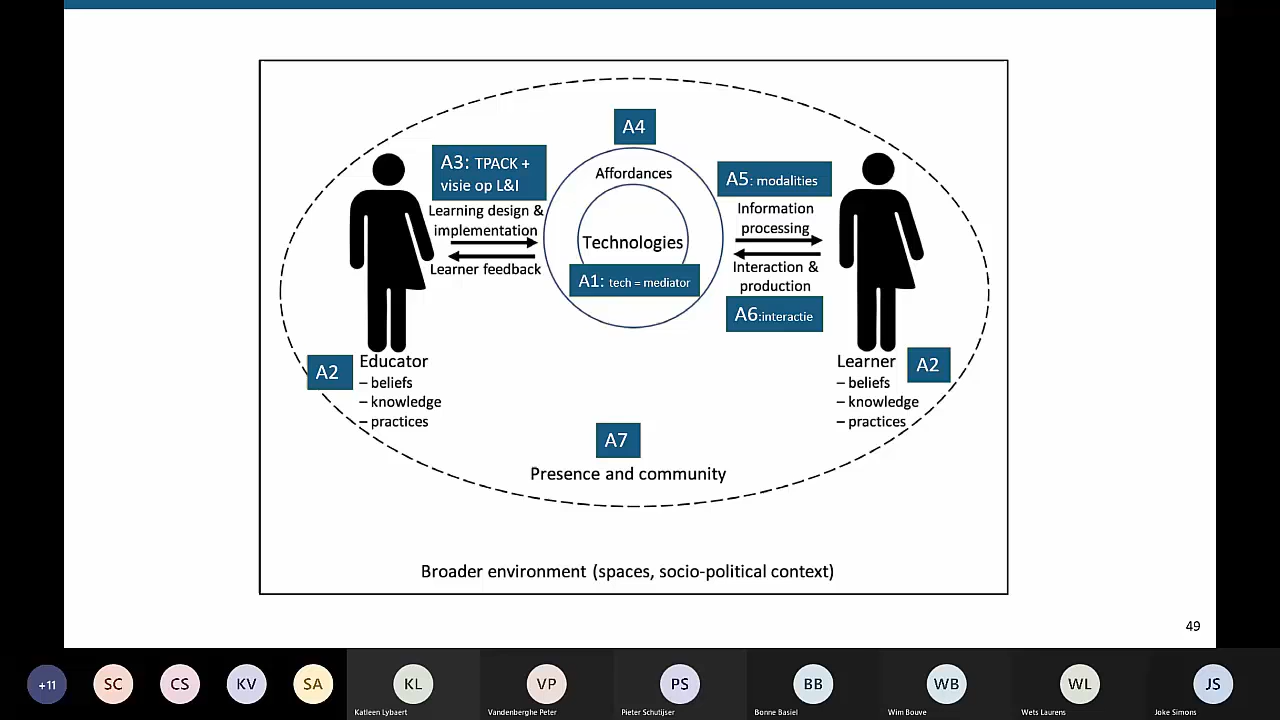 A4
A3: TPACK +
visie op L&I
Affordances
A5: modalities
Learning design &
implementation
Information
processing
Technologies
Learner feedback
Interaction &
production
A1: tech = mediator
A6:interactie
A2
Educator
– beliefs
– knowledge
– practices
Learner
A2
– beliefs
– knowledge
– practices
A7
Presence and community
Broader environment (spaces, socio-political context)
49
+11
SC
CS
KV
SA
KL
VP
PS
BB
WB
WL
JS
Katleen Lybaert
Vandenberghe Peter
Pieter Schutijser
Bonne Basiel
Wim Bouve
Wets Laurens
Joke Simons